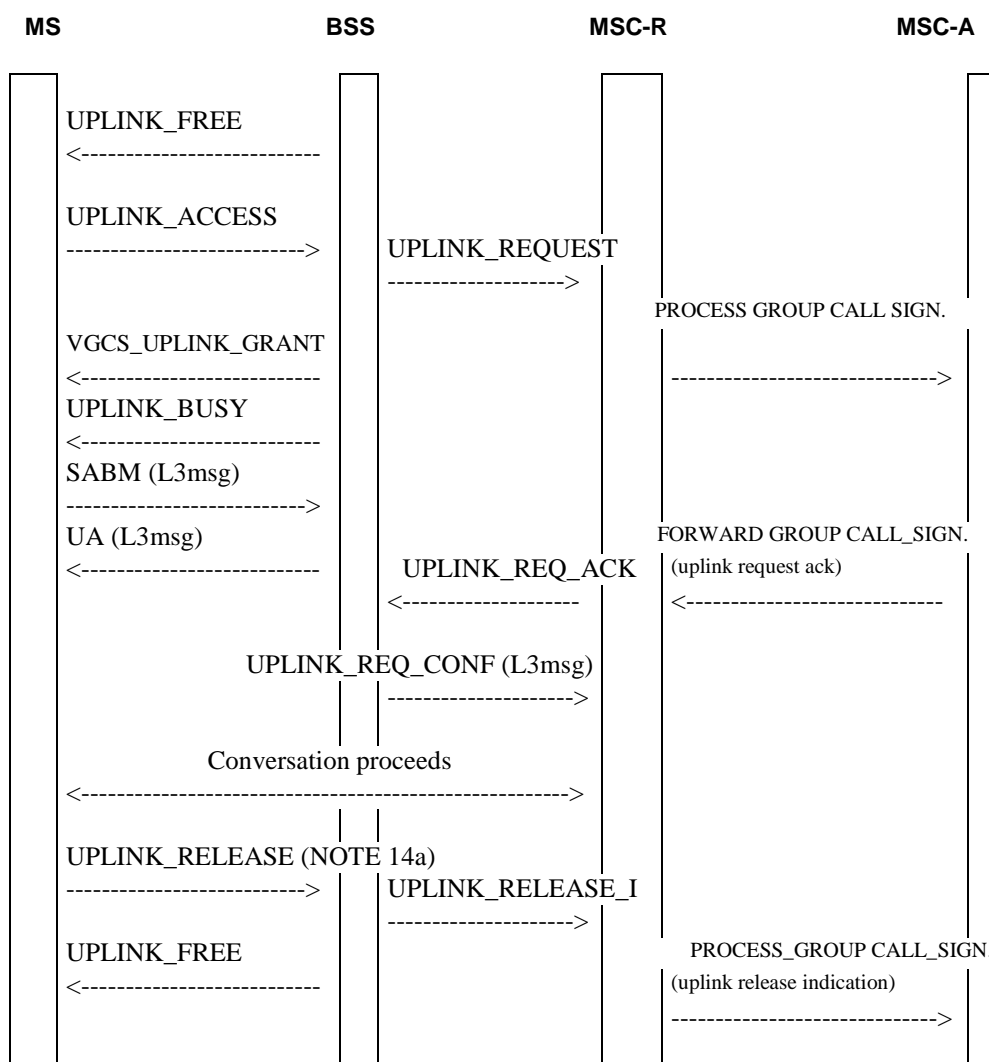 MS BSS MSC-R MSC-A
UPLINK_FREE
<---------------------------
UPLINK_ACCESS
---------------------------> UPLINK_REQUEST
-------------------->
PROCESS GROUP CALL SIGN.
VGCS_UPLINK_GRANT
<--------------------------- ------------------------------>
UPLINK_BUSY
<---------------------------
SABM (L3msg)
--------------------------->
UA (L3msg) FORWARD GROUP CALL_SIGN.
<--------------------------- UPLINK_REQ_ACK (uplink request ack)
<-------------------- <-----------------------------
UPLINK_REQ_CONF (L3msg)
----------------------->
Conversation proceeds
<------------------------------------------------------->
UPLINK_RELEASE (NOTE 14a)
---------------------------> UPLINK_RELEASE_I
--------------------->
UPLINK_FREE PROCESS_GROUP CALL_SIGN.
<--------------------------- (uplink release indication)
------------------------------>